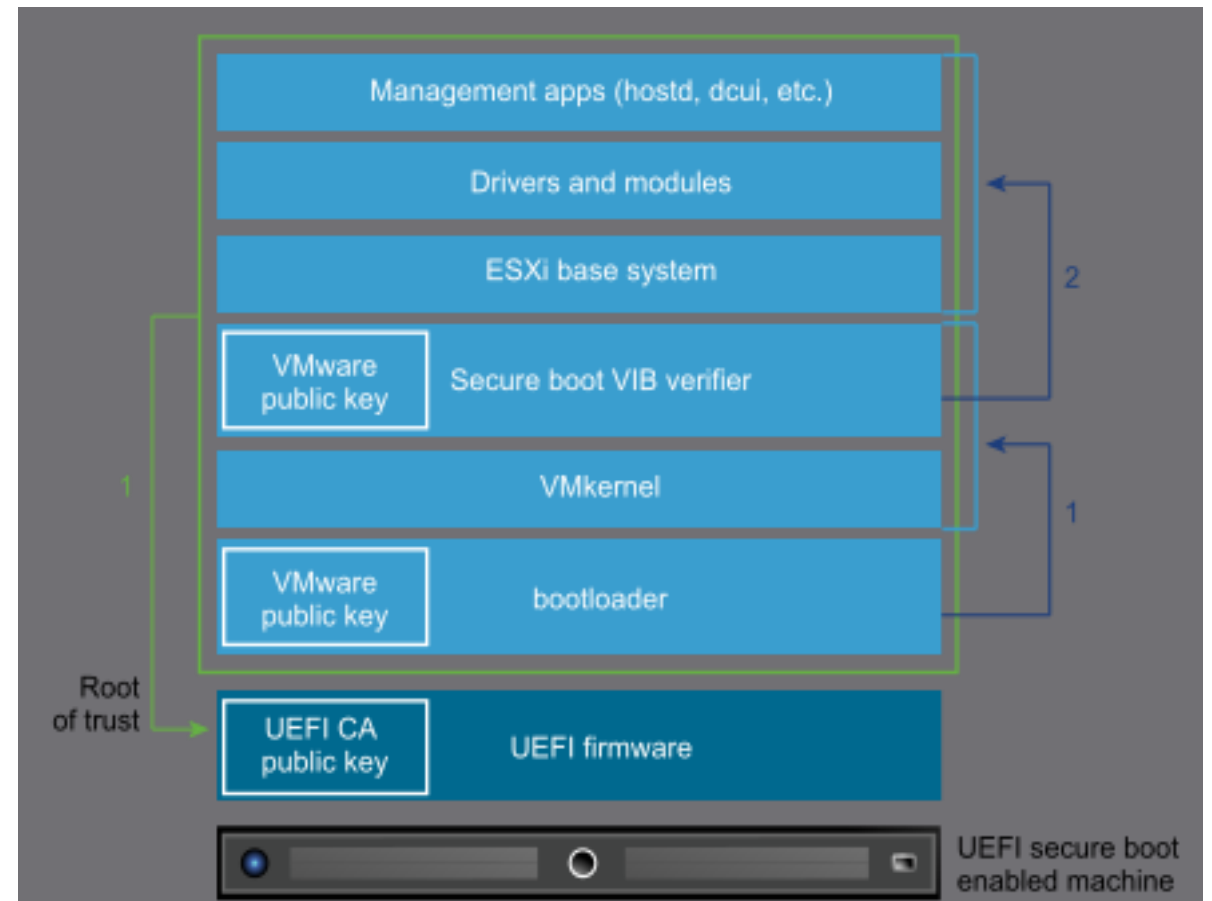 Management apps (hostd, dcui, etc.)
Drivers and modules
2
ESXi base system
VMware
public key
Secure boot VIB verifier
1
VMkernel
1
VMware
public key
bootloader
Root
of trust
UEFI CA
public key
UEFI firmware
UEFI secure boot
enabled machine